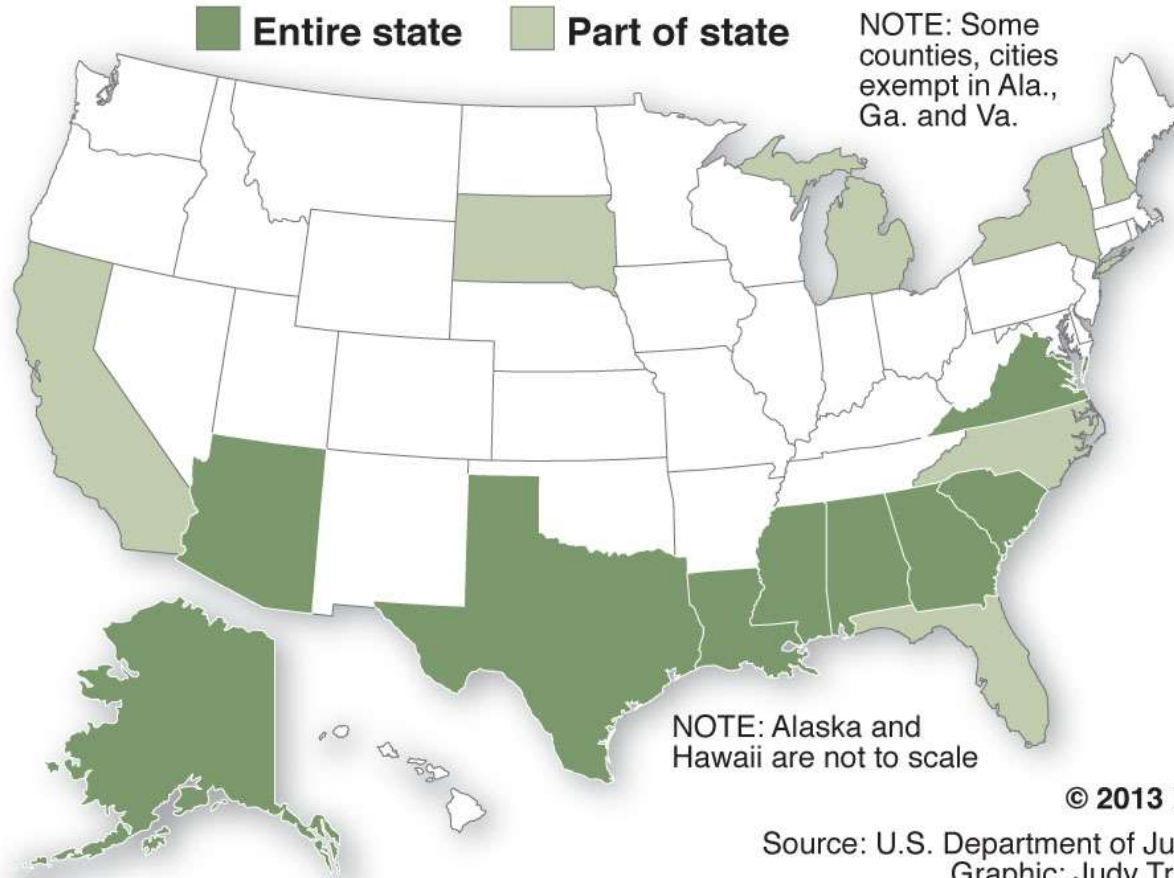 Entire state
Part of state
NOTE: Some
counties, cities
exempt in Ala.,
Ga. and Va.
NOTE: Alaska and
Hawaii are not to scale
© 2013
Source: U.S. Department of Ju
Graphic: Judy Tr